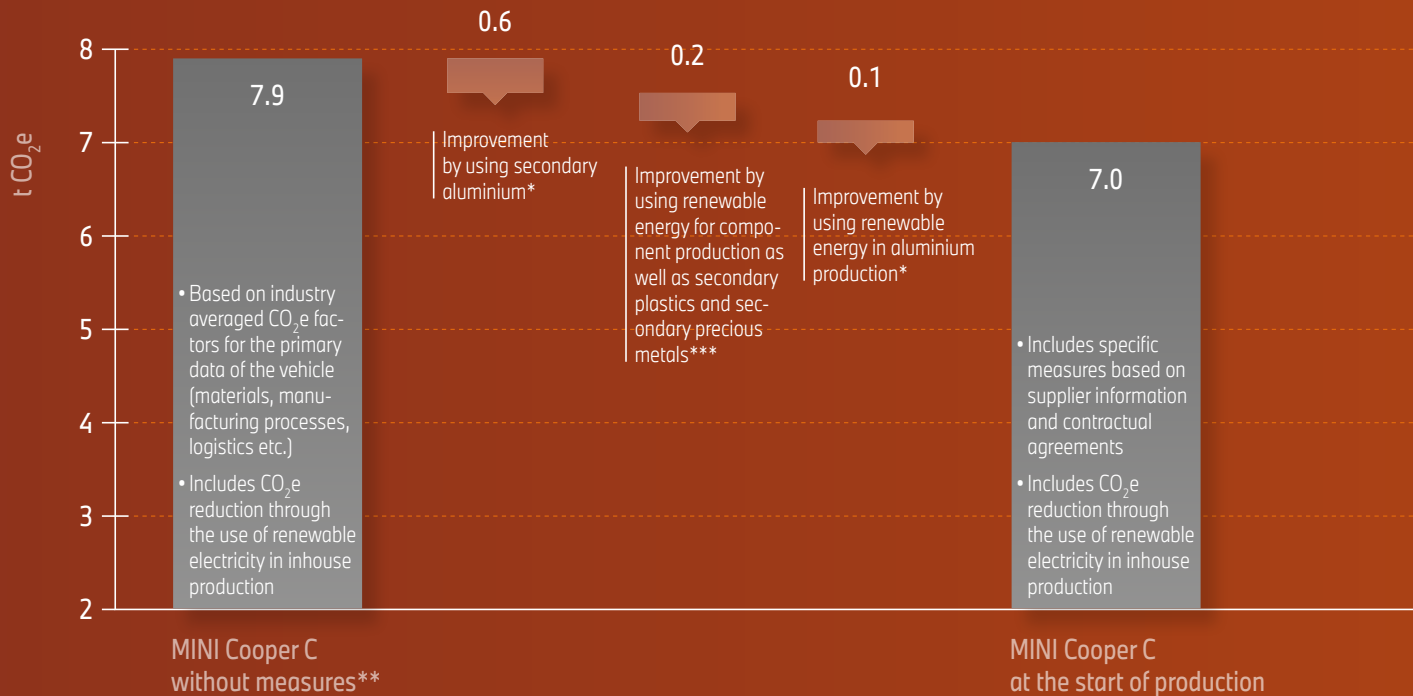 t CO₂e
8
7
6
5
4
3
2
7.9
• Based on industry
averaged CO₂e fac-
tors for the primary
data of the vehicle
(materials, manu-
facturing processes,
logistics etc.)
• Includes CO₂e
reduction through
the use of renewable
electricity in inhouse
production
MINI Cooper C
without measures**
0.6
Improvement
by using secondary
aluminium*
0.2
Improvement by
using renewable
energy for compo-
nent production as
well as secondary
plastics and sec-
ondary precious
metals***
0.1
Improvement by
using renewable
energy in aluminium
production*
7.0
• Includes specific
measures based on
supplier information
and contractual
agreements
• Includes CO₂e
reduction through
the use of renewable
electricity in inhouse
production
MINI Cooper C
at the start of production